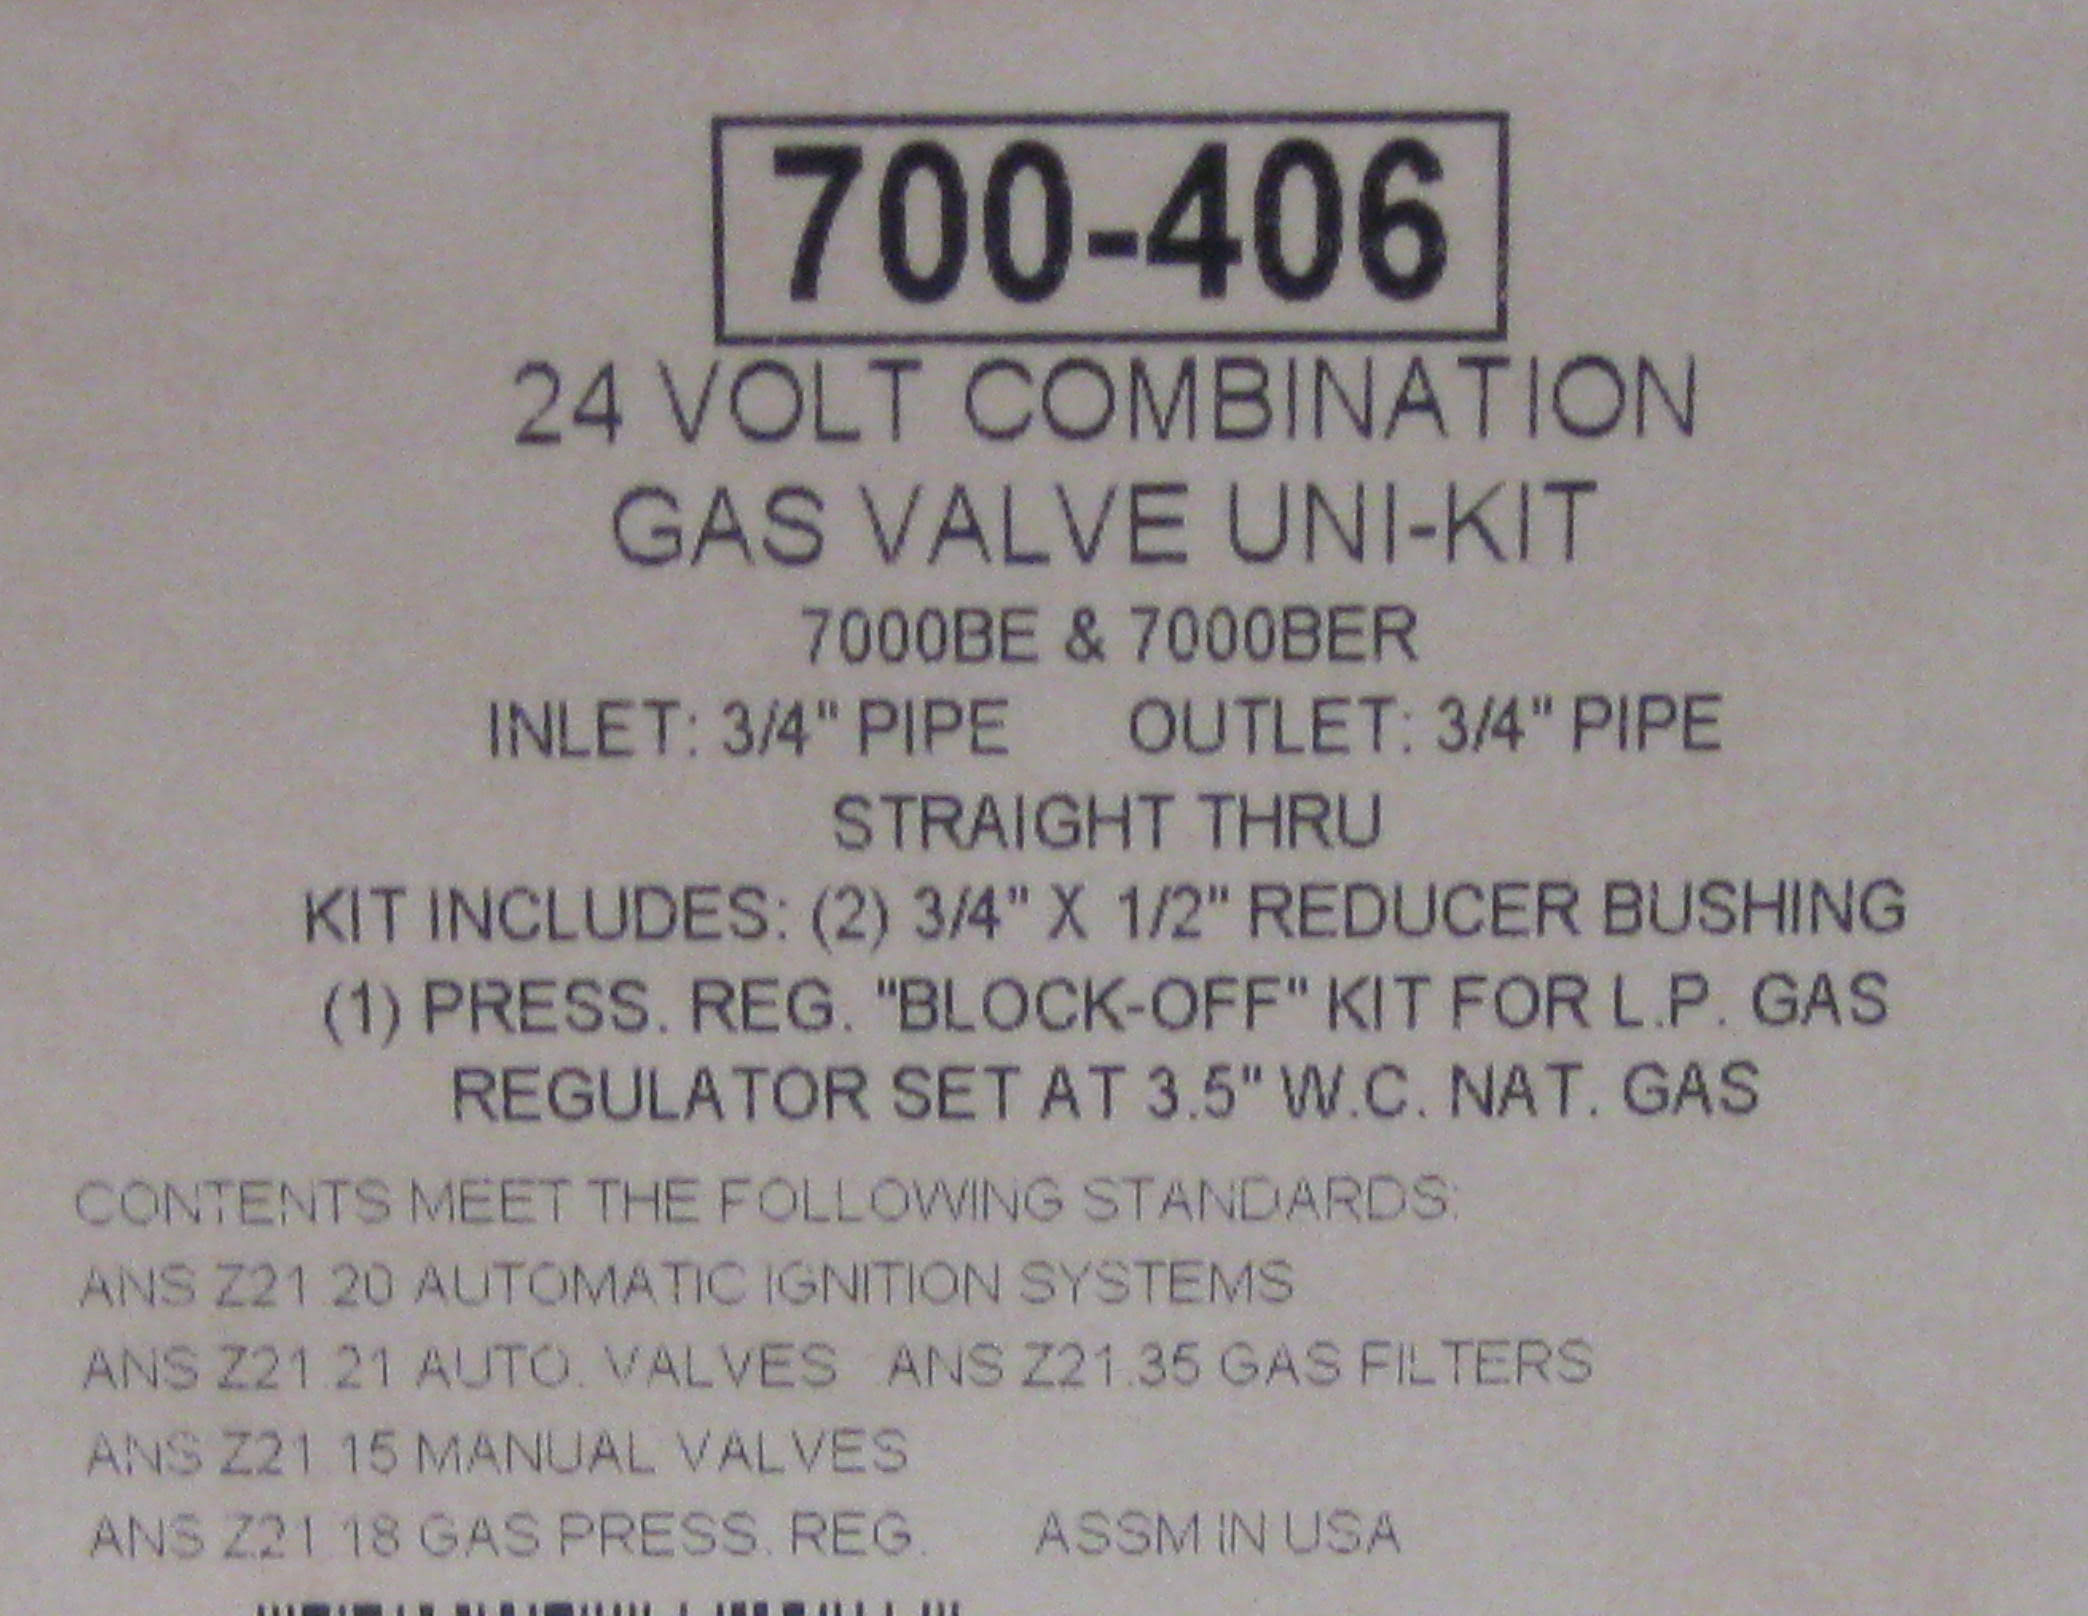 700-406
24 VOLT COMBINATION
GAS VALVE UNI-KIT
7000BE & 7000BER
INLET: 3/4" PIPE OUTLET: 3/4" PIPE
STRAIGHT THRU
KIT INCLUDES: (2) 3/4" X 1/2" REDUCER BUSHING
(1) PRESS. REG. "BLOCK-OFF" KIT FOR L.P. GAS
REGULATOR SET AT 3.5" W.C. NAT. GAS
CONTENTS MEET THE FOLLOWING STANDARDS:
ANS Z21.20 AUTOMATIC IGNITION SYSTEMS
ANS Z21.21 AUTO. VALVES ANS Z21.35 GAS FILTERS
ANS Z21.15 MANUAL VALVES
ANS Z21.18 GAS PRESS. REG. ASSM IN USA